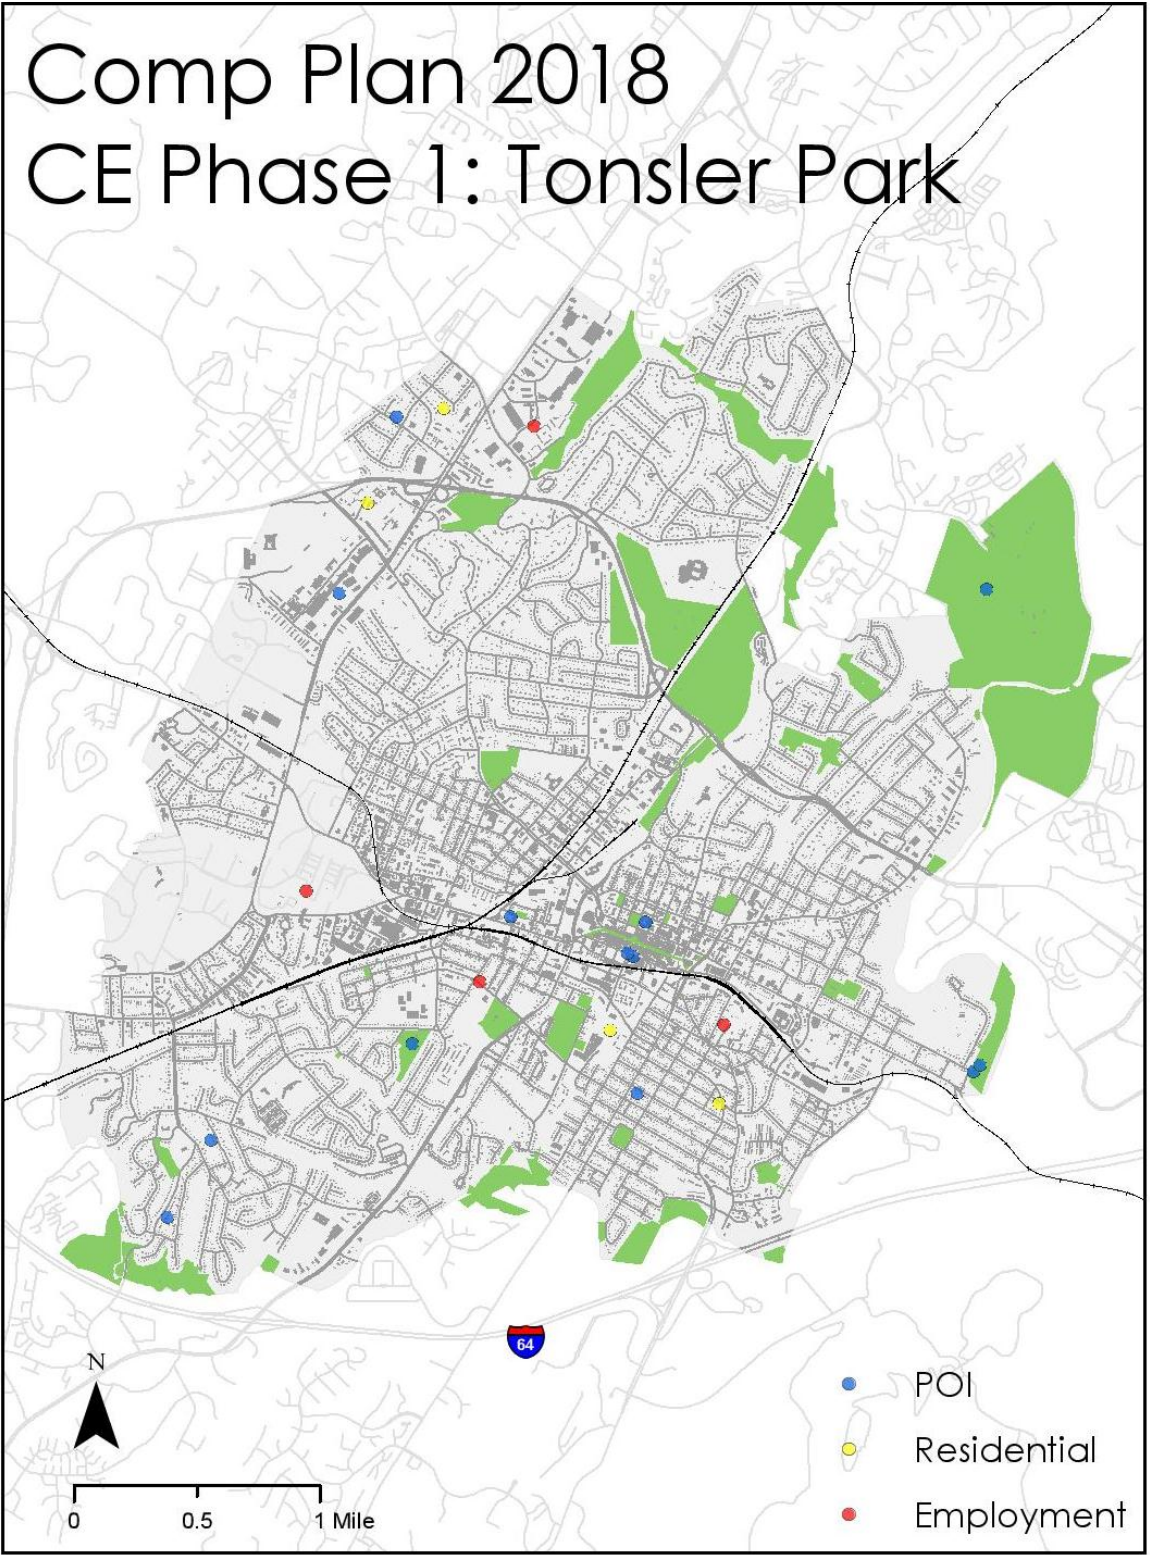 Comp Plan 2018
CE Phase 1: Tonsler Park
64
N
0 0.5 1 Mile
POI
Residential
Employment